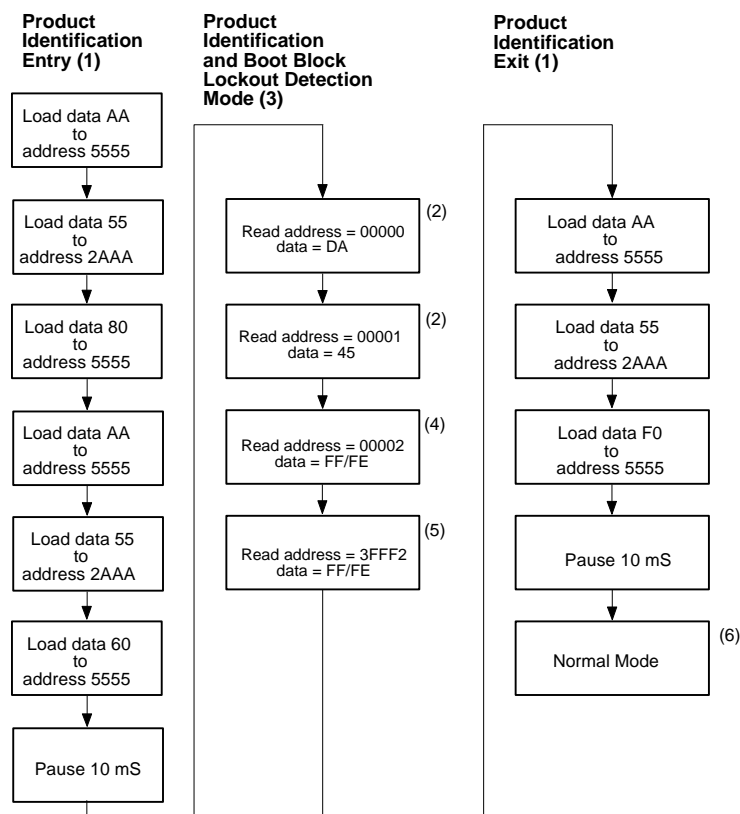 Product
Identification
Entry (1)
Load data AA
to
address 5555
Load data 55
to
address 2AAA
Load data 80
to
address 5555
Load data AA
to
address 5555
Load data 55
to
address 2AAA
Load data 60
to
address 5555
Pause 10 mS
Product
Identification
and Boot Block
Lockout Detection
Mode (3)
Read address = 00000
data = DA
(2)
Read address = 00001
data = 45
(2)
Read address = 00002
data = FF/FE
(4)
Read address = 3FFF2
data = FF/FE
(5)
Product
Identification
Exit (1)
Load data AA
to
address 5555
Load data 55
to
address 2AAA
Load data F0
to
address 5555
Pause 10 mS
Normal Mode
(6)